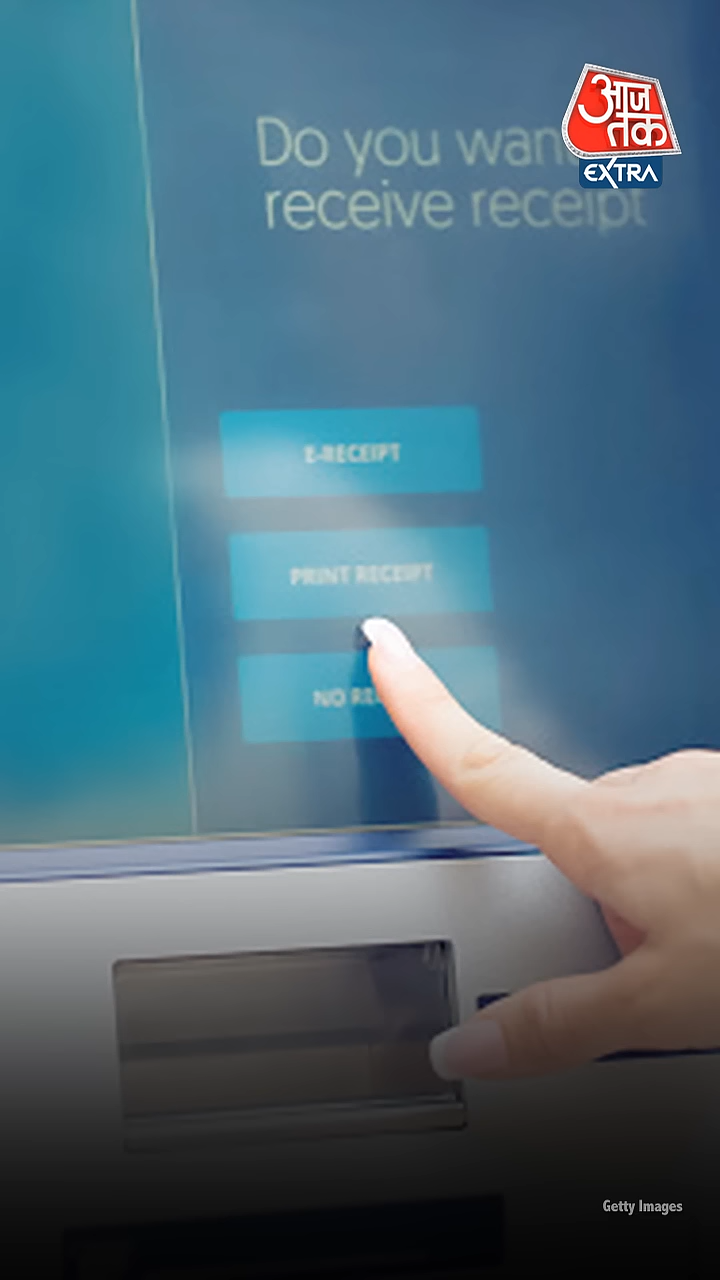 आज
तक
EXTRA
Do you wan
receive receipt
E-RECEIPT
PRINT RECEIPT
NO RE
Getty Images